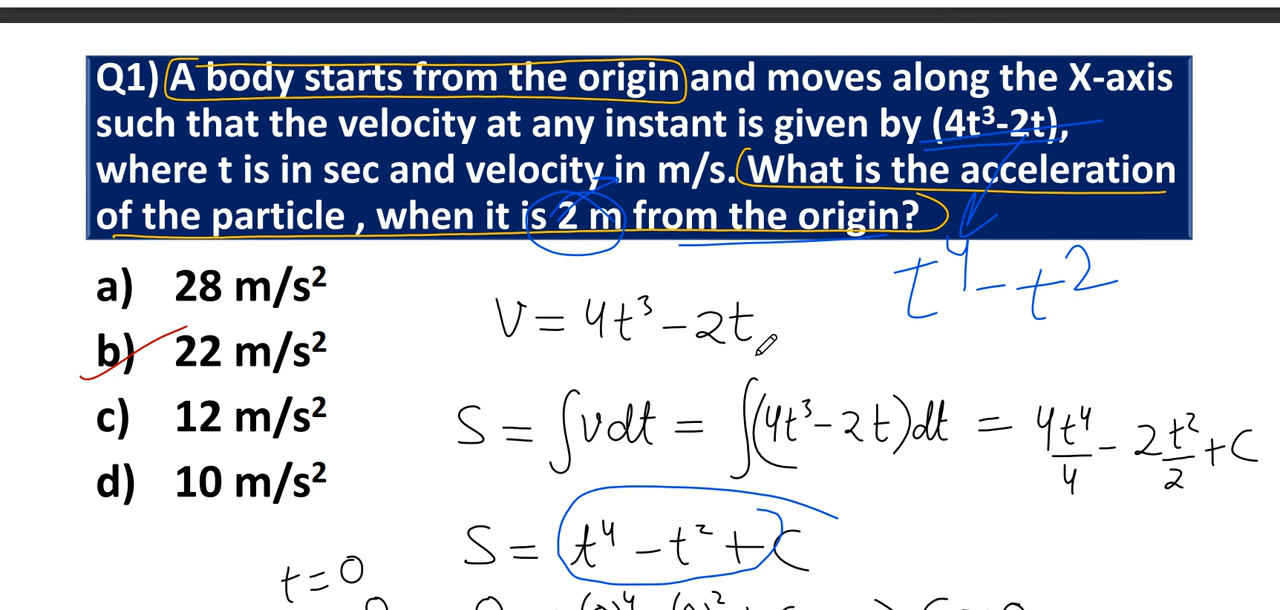 Q1) A body starts from the origin and moves along the X-axis
such that the velocity at any instant is given by (4t³-2t),
where t is in sec and velocity in m/s. What is the acceleration
of the particle , when it is 2 m from the origin?
t⁴ - t²
a) 28 m/s²
b) 22 m/s²
c) 12 m/s²
d) 10 m/s²
V = 4t³ - 2t
S = ∫vdt = ∫(4t³ - 2t)dt = 4t⁴/4 - 2t²/2 + C
S = t⁴ - t² + C
t = 0